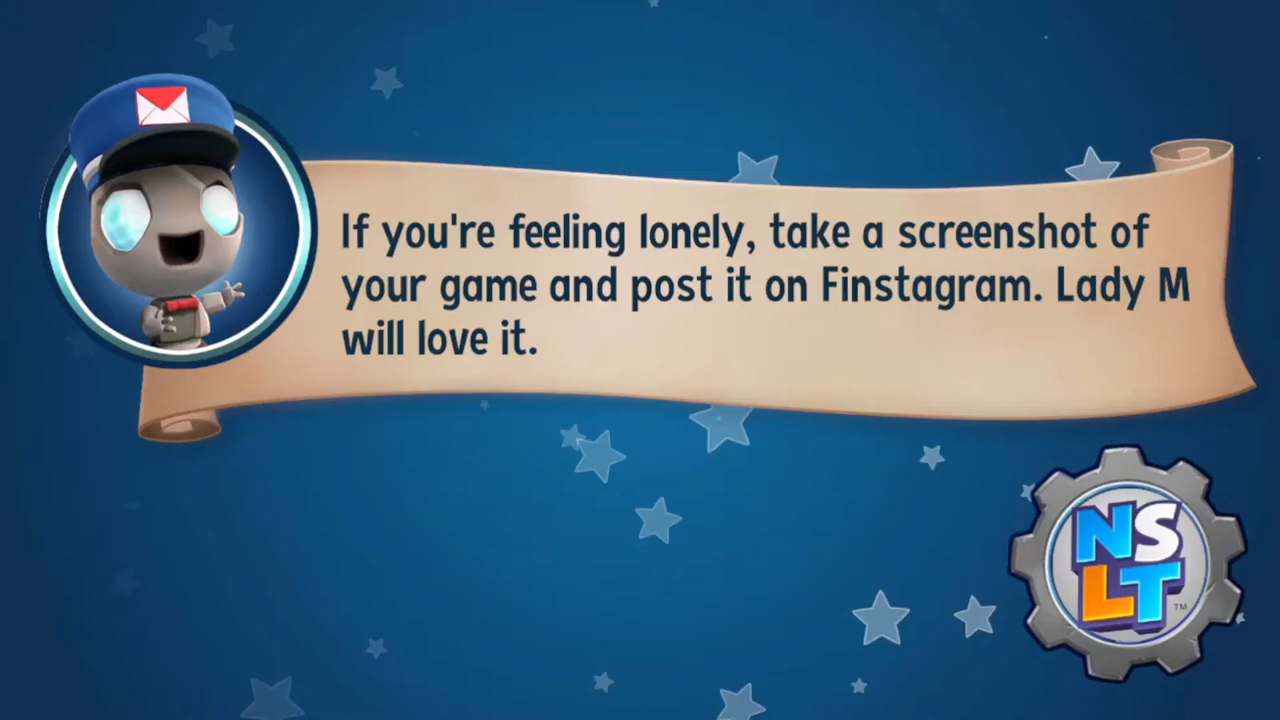 If you're feeling lonely, take a screenshot of
your game and post it on Finstagram. Lady M
will love it.
NS
LT
TM